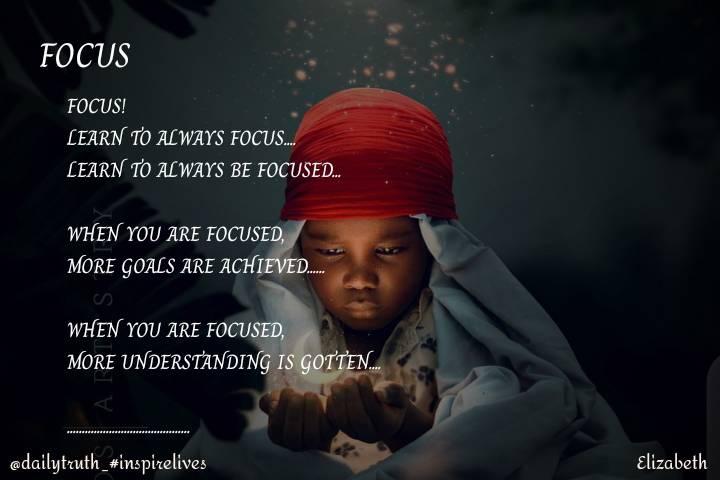 FOCUS
FOCUS!
LEARN TO ALWAYS FOCUS....
LEARN TO ALWAYS BE FOCUSED...
WHEN YOU ARE FOCUSED,
MORE GOALS ARE ACHIEVED......
WHEN YOU ARE FOCUSED,
MORE UNDERSTANDING IS GOTTEN....
.........................................
@dailytruth_#inspirelives
Elizabeth